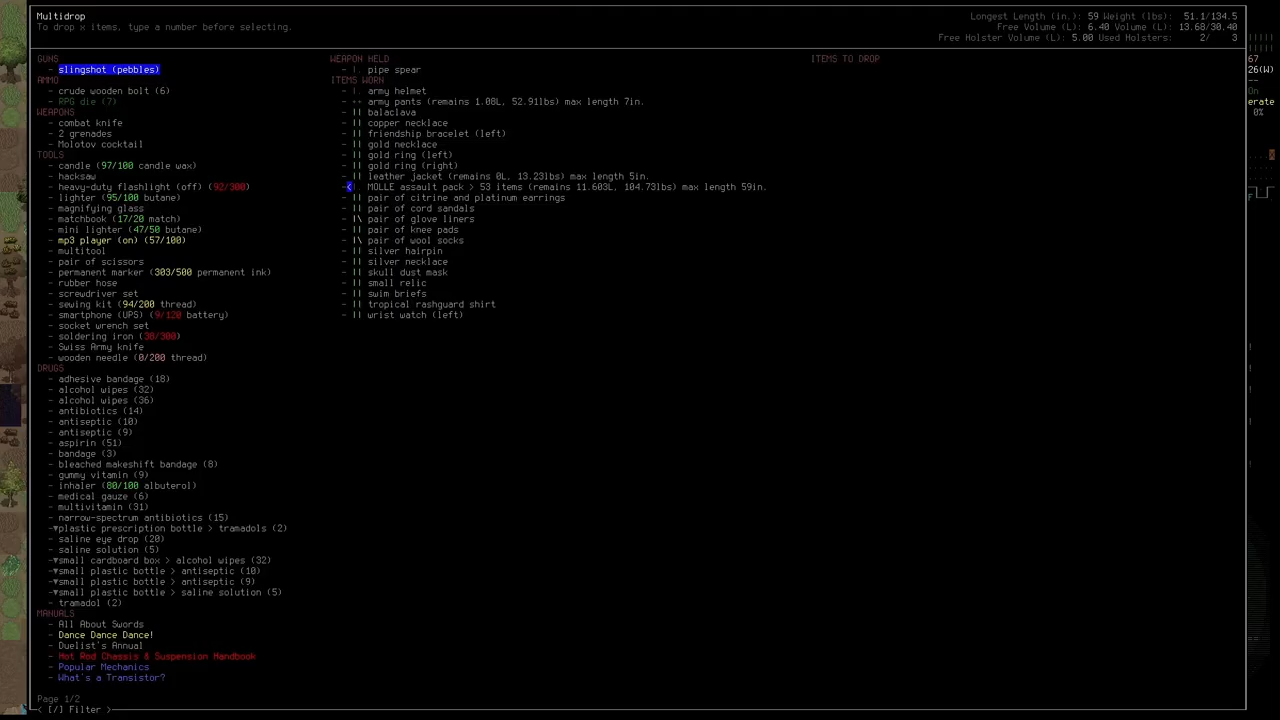 Multidrop
To drop x items, type a number before selecting.
Longest Length (in.): 59 Weight (lbs): 51.1/134.5
Free Volume (L): 6.40 Volume (L): 13.68/30.40
Free Holster Volume (L): 5.00 Used Holsters: 2/ 3
GUNS
- slingshot (pebbles)
AMMO
- crude wooden bolt (6)
- RPG die (7)
WEAPONS
- combat knife
- 2 grenades
- Molotov cocktail
TOOLS
- candle (97/100 candle wax)
- hacksaw
- heavy-duty flashlight (off) (92/300)
- lighter (95/100 butane)
- magnifying glass
- matchbook (17/20 match)
- mini lighter (47/50 butane)
- mp3 player (on) (57/100)
- multitool
- pair of scissors
- permanent marker (303/500 permanent ink)
- rubber hose
- screwdriver set
- sewing kit (94/200 thread)
- smartphone (UPS) (9/120 battery)
- socket wrench set
- soldering iron (38/300)
- Swiss Army knife
- wooden needle (0/200 thread)
DRUGS
- adhesive bandage (18)
- alcohol wipes (32)
- alcohol wipes (36)
- antibiotics (14)
- antiseptic (10)
- antiseptic (9)
- aspirin (51)
- bandage (3)
- bleached makeshift bandage (8)
- gummy vitamin (9)
- inhaler (80/100 albuterol)
- medical gauze (6)
- multivitamin (31)
- narrow-spectrum antibiotics (15)
-▼plastic prescription bottle > tramadols (2)
- saline eye drop (20)
- saline solution (5)
-▼small cardboard box > alcohol wipes (32)
-▼small plastic bottle > antiseptic (10)
-▼small plastic bottle > antiseptic (9)
-▼small plastic bottle > saline solution (5)
- tramadol (2)
MANUALS
- All About Swords
- Dance Dance Dance!
- Duelist's Annual
- Hot Rod Chassis & Suspension Handbook
- Popular Mechanics
- What's a Transistor?
Page 1/2
< [/] Filter >
WEAPON HELD
- |. pipe spear
ITEMS WORN
- |. army helmet
- ++ army pants (remains 1.08L, 52.91lbs) max length 7in.
- || balaclava
- || copper necklace
- || friendship bracelet (left)
- || gold necklace
- || gold ring (left)
- || gold ring (right)
- || leather jacket (remains 0L, 13.23lbs) max length 5in.
-< MOLLE assault pack > 53 items (remains 11.603L, 104.73lbs) max length 59in.
- || pair of citrine and platinum earrings
- || pair of cord sandals
- |\ pair of glove liners
- || pair of knee pads
- |\ pair of wool socks
- || silver hairpin
- || silver necklace
- || skull dust mask
- || small relic
- || swim briefs
- || tropical rashguard shirt
- || wrist watch (left)
ITEMS TO DROP
67
26(W)
--
On
erate
0%